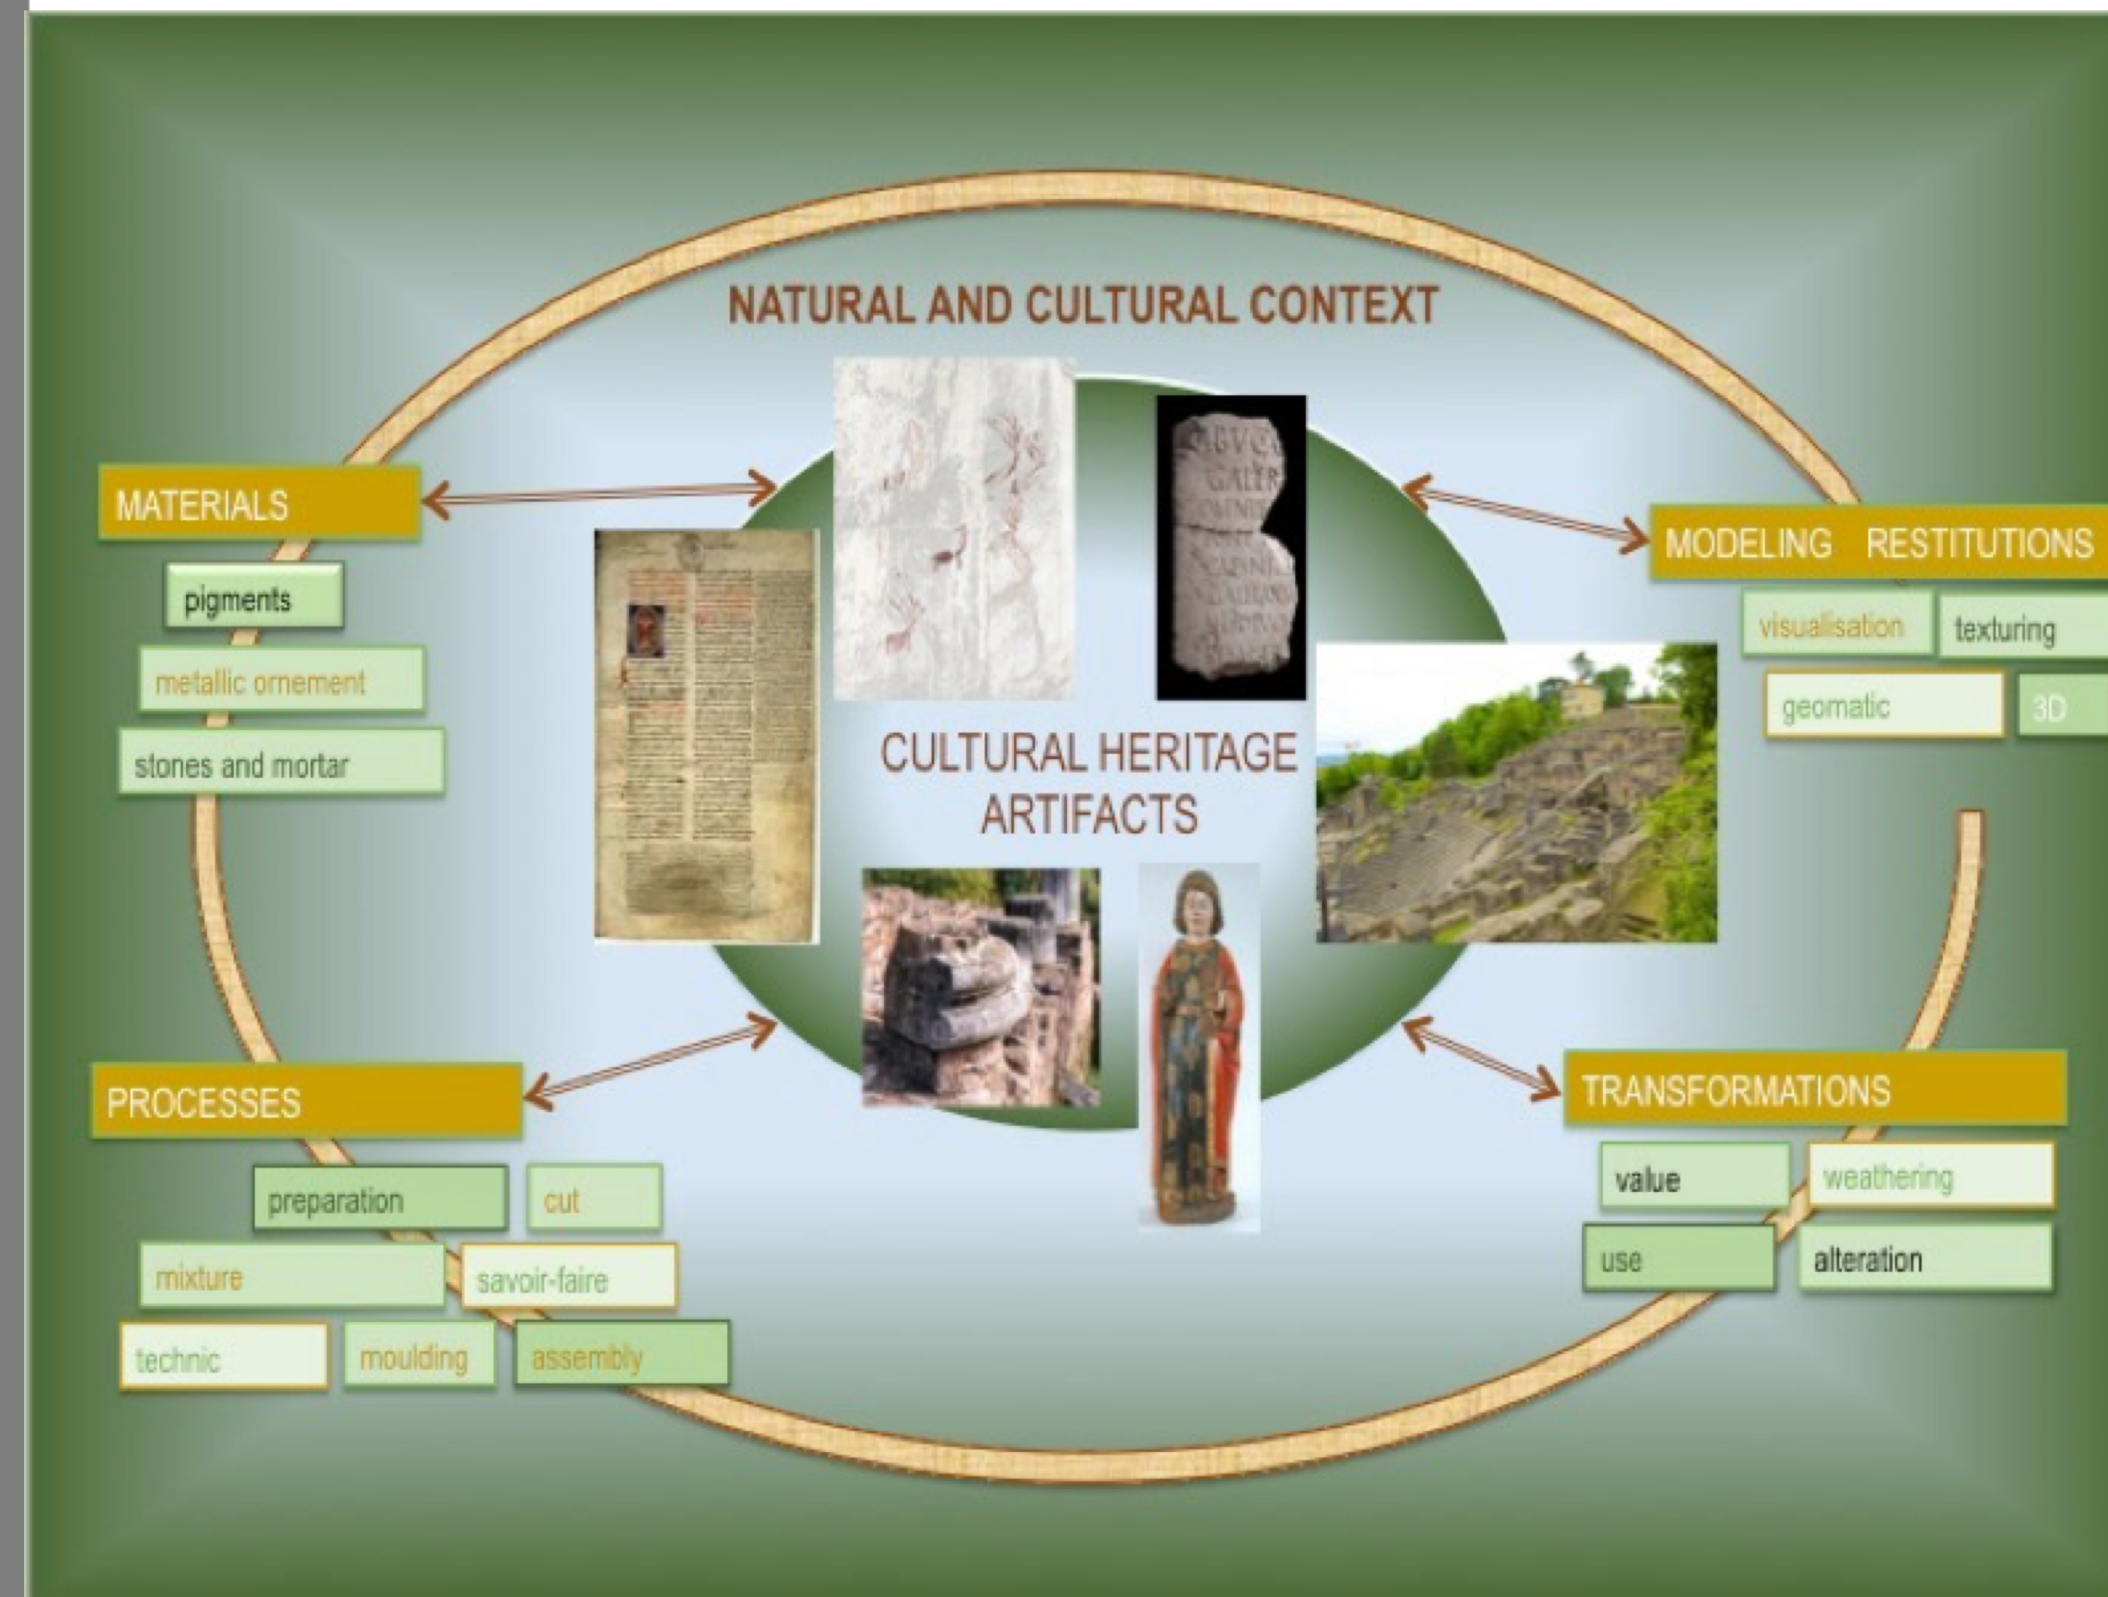 NATURAL AND CULTURAL CONTEXT
MATERIALS
pigments
metallic ornement
stones and mortar
MODELING RESTITUTIONS
visualisation texturing
geomatic 3D
CULTURAL HERITAGE
ARTIFACTS
PROCESSES
preparation cut
mixture savoir-faire
technic moulding assembly
TRANSFORMATIONS
value weathering
use alteration